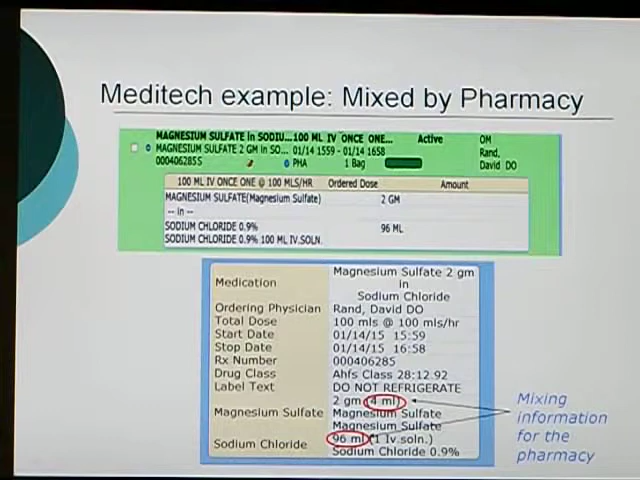 Meditech example: Mixed by Pharmacy
MAGNESIUM SULFATE in SODIU...100 ML IV ONCE ONE... Active OM
MAGNESIUM SULFATE 2 GM in SO... 01/14 1559 - 01/14 1658 Rand,
000406285S PHA 1 Bag David DO
100 ML IV ONCE ONE @ 100 MLS/HR Ordered Dose Amount
MAGNESIUM SULFATE(Magnesium Sulfate) 2 GM
-- in --
SODIUM CHLORIDE 0.9% 96 ML
SODIUM CHLORIDE 0.9% 100 ML IV.SOLN.
Medication Magnesium Sulfate 2 gm
in
Sodium Chloride
Ordering Physician Rand, David DO
Total Dose 100 mls @ 100 mls/hr
Start Date 01/14/15 15:59
Stop Date 01/14/15 16:58
Rx Number 000406285
Drug Class Ahfs Class 28:12.92
Label Text DO NOT REFRIGERATE
Magnesium Sulfate 2 gm (4 ml)
Magnesium Sulfate
Magnesium Sulfate
Sodium Chloride 96 ml (1 Iv.soln.)
Sodium Chloride 0.9%
Mixing
information
for the
pharmacy